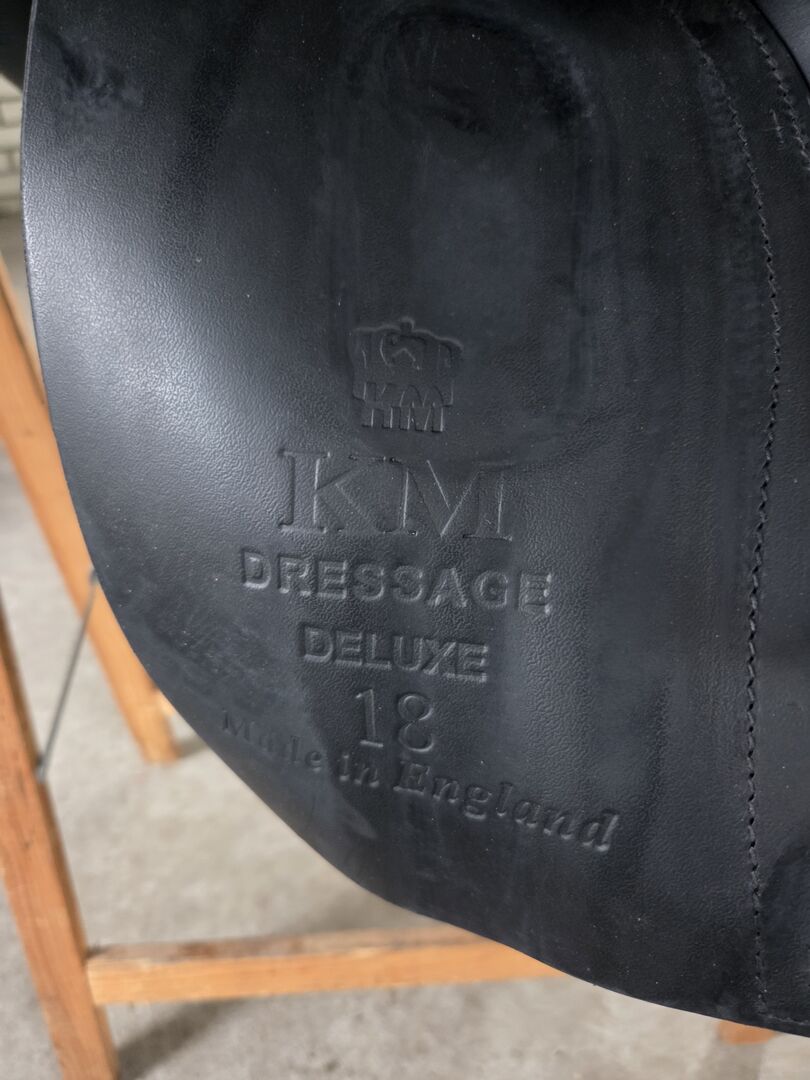 KM
KM
DRESSAGE
DELUXE
18
Made in England